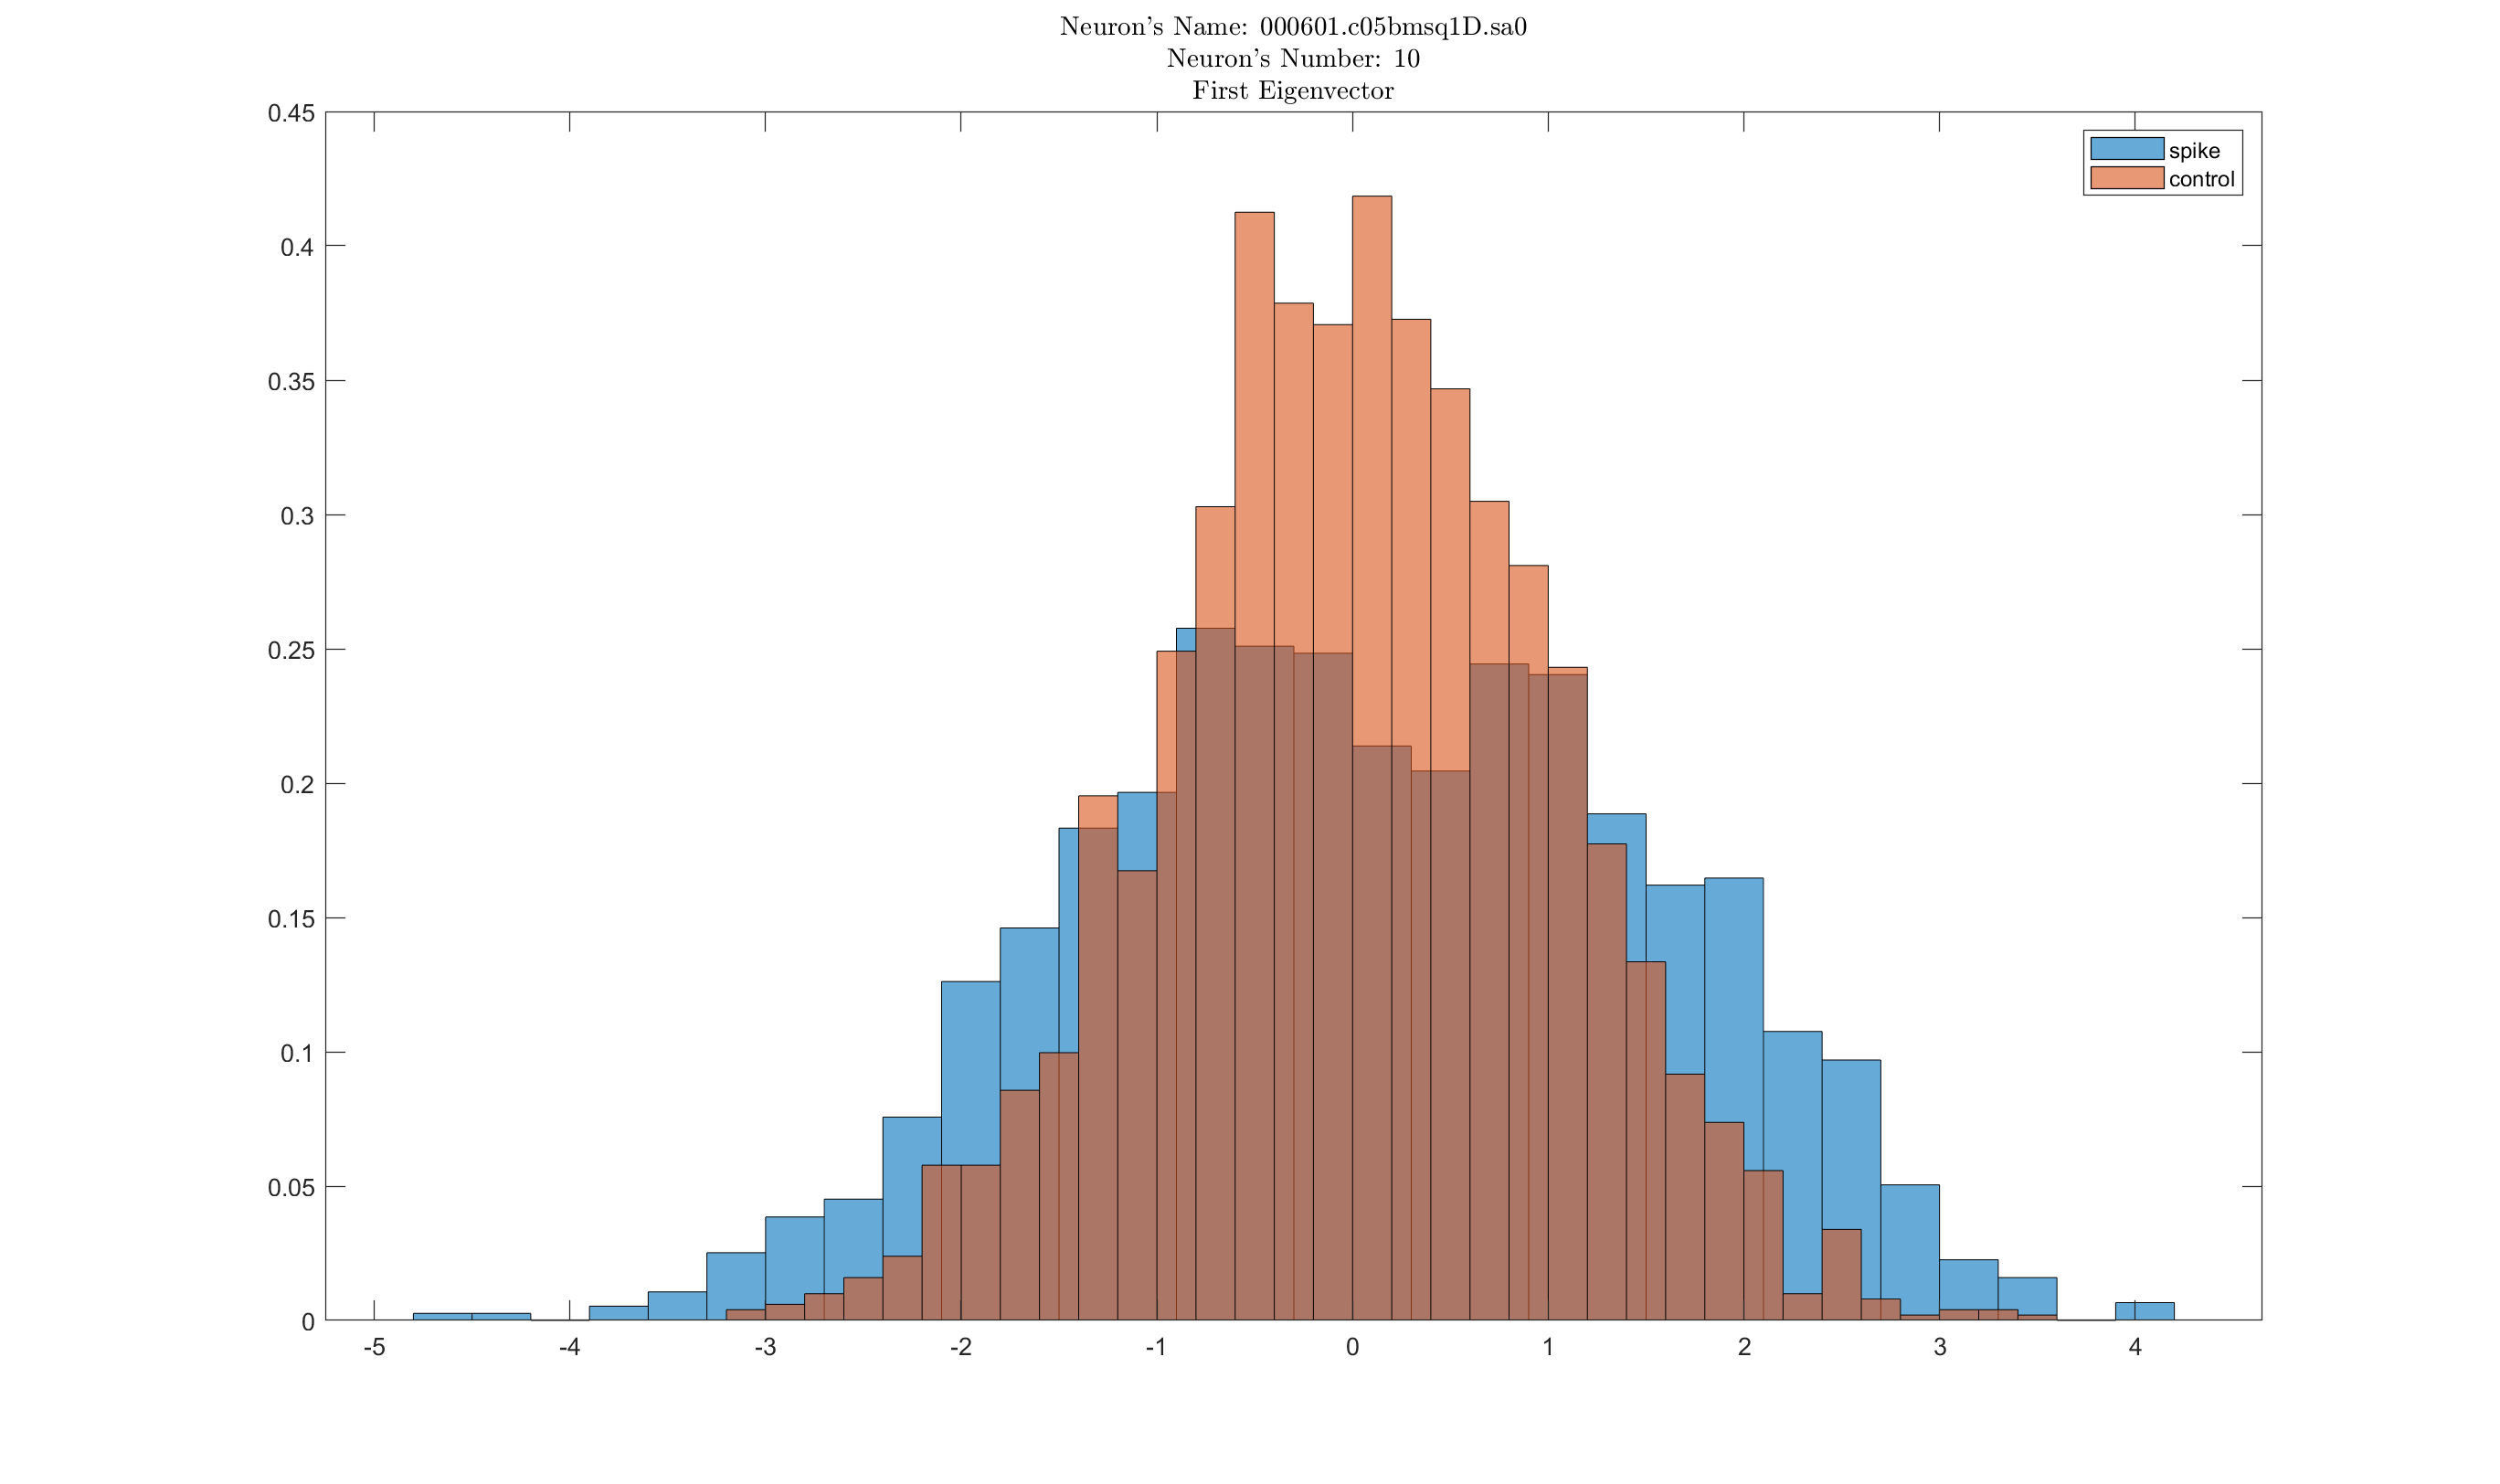 Neuron's Name: 000601.c05bmsq1D.sa0
Neuron's Number: 10
First Eigenvector
spike
control
0.45
0.4
0.35
0.3
0.25
0.2
0.15
0.1
0.05
0
-5 -4 -3 -2 -1 0 1 2 3 4